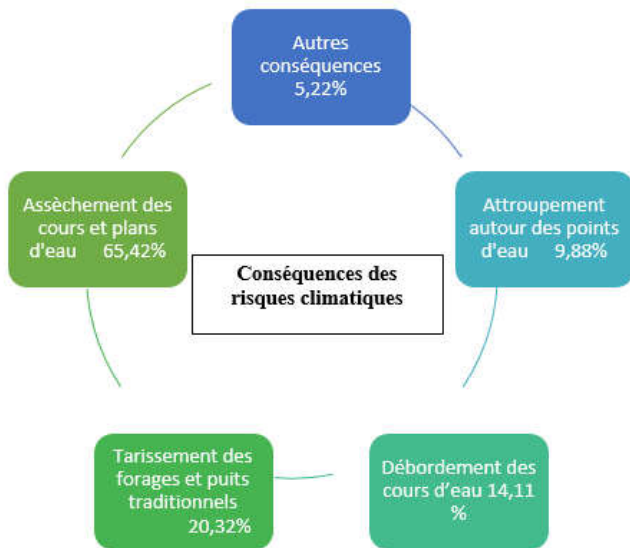 Autres
conséquences
5,22%
Assèchement des
cours et plans
d'eau 65,42%
Attroupement
autour des points
d'eau 9,88%
Conséquences des
risques climatiques
Tarissement des
forages et puits
traditionnels
20,32%
Débordement des
cours d’eau 14,11
%